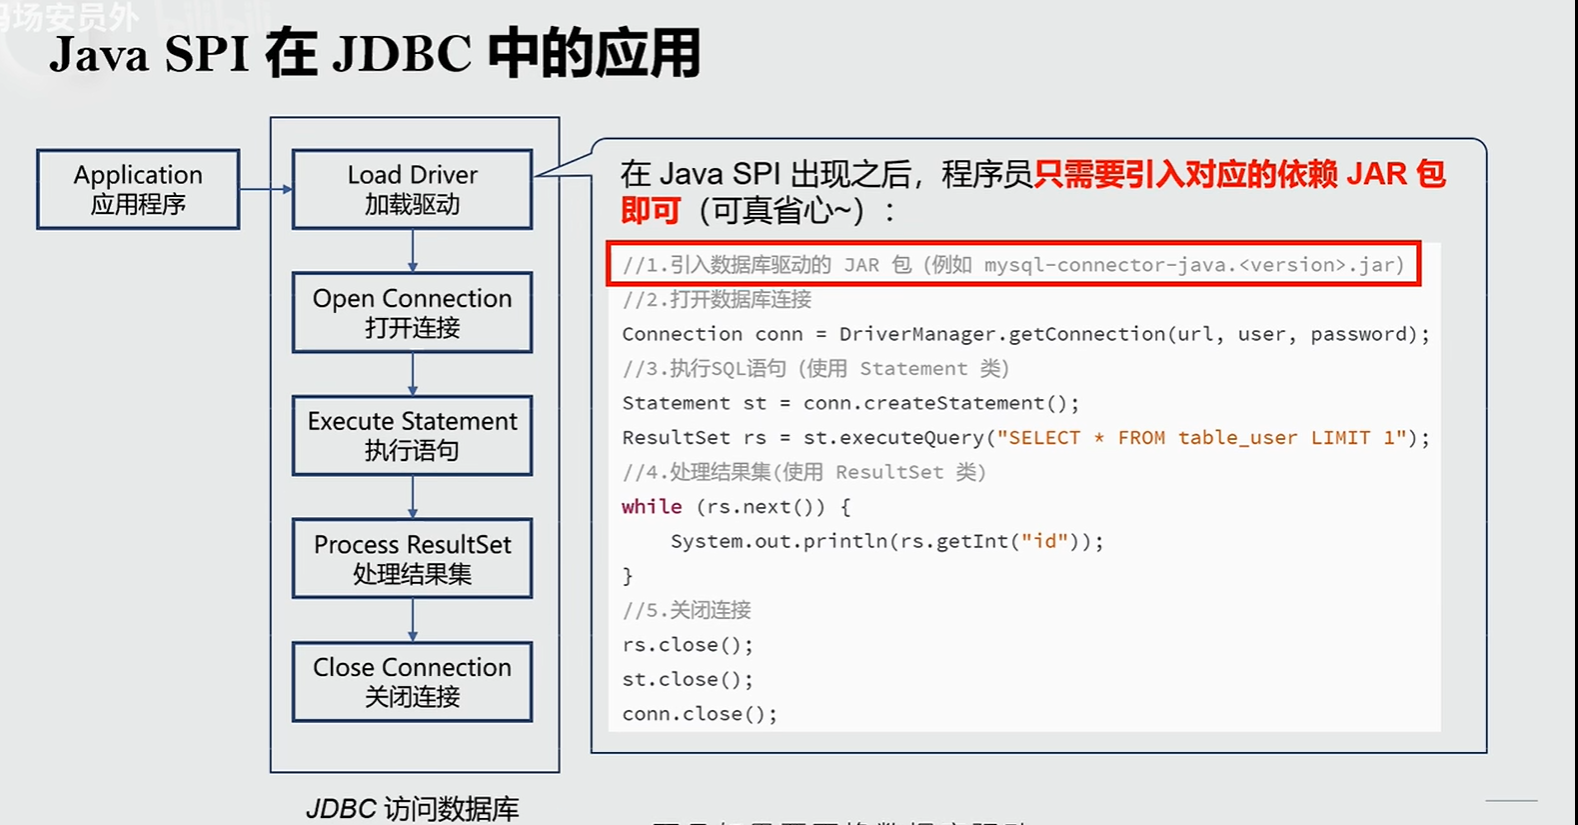 码场安员外
bilibili
Java SPI 在 JDBC 中的应用
Application
应用程序
Load Driver
加载驱动
Open Connection
打开连接
Execute Statement
执行语句
Process ResultSet
处理结果集
Close Connection
关闭连接
JDBC 访问数据库
在 Java SPI 出现之后，程序员只需要引入对应的依赖 JAR 包
即可（可真省心~）：
//1.引入数据库驱动的 JAR 包 (例如 mysql-connector-java.<version>.jar)
//2.打开数据库连接
Connection conn = DriverManager.getConnection(url, user, password);
//3.执行SQL语句 (使用 Statement 类)
Statement st = conn.createStatement();
ResultSet rs = st.executeQuery("SELECT * FROM table_user LIMIT 1");
//4.处理结果集(使用 ResultSet 类)
while (rs.next()) {
System.out.println(rs.getInt("id"));
}
//5.关闭连接
rs.close();
st.close();
conn.close();